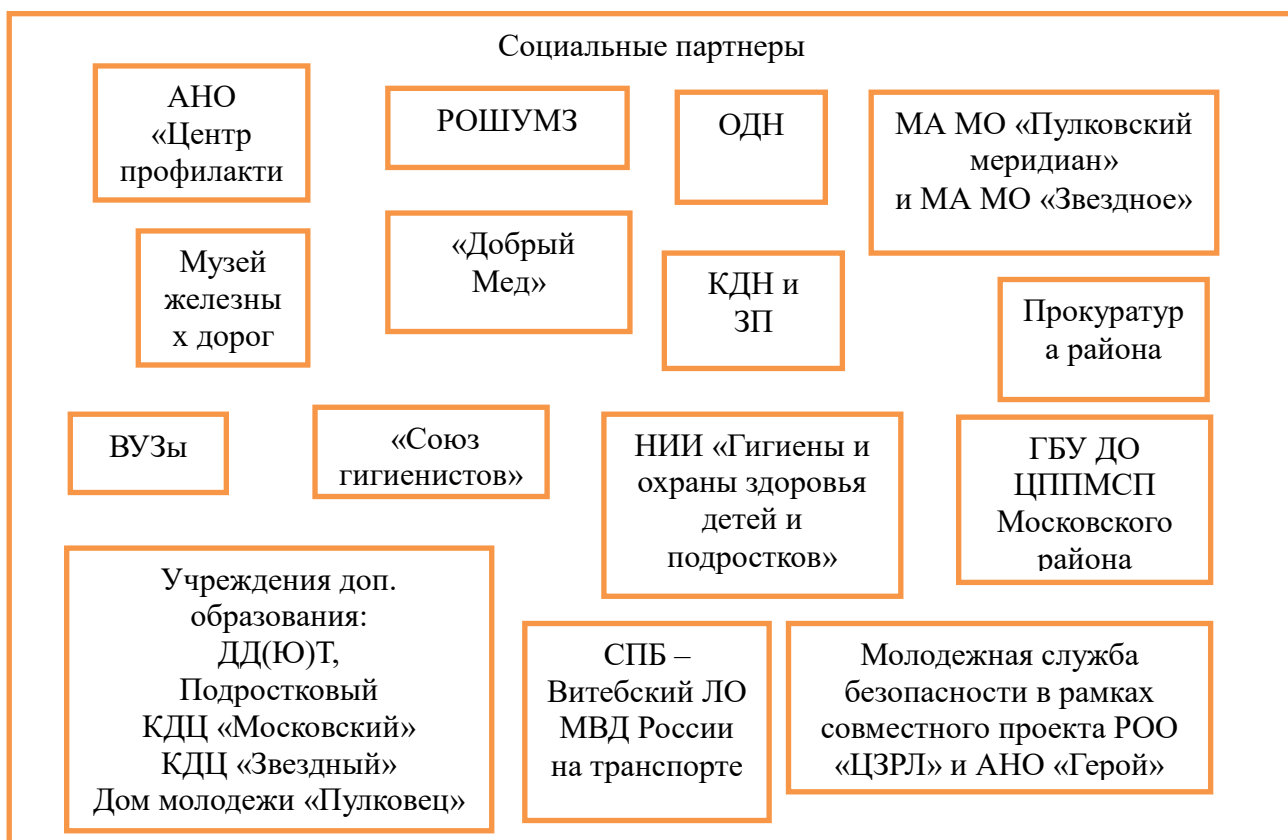 Социальные партнеры
АНО
«Центр
профилакти
РОШУМЗ
ОДН
МА МО «Пулковский
меридиан»
и МА МО «Звездное»
Музей
железны
х дорог
«Добрый
Мед»
КДН и
ЗП
Прокуратур
а района
ВУЗы
«Союз
гигиенистов»
НИИ «Гигиены и
охраны здоровья
детей и
подростков»
ГБУ ДО
ЦППМСП
Московского
района
Учреждения доп.
образования:
ДД(Ю)Т,
Подростковый
КДЦ «Московский»
КДЦ «Звездный»
Дом молодежи «Пулковец»
СПБ –
Витебский ЛО
МВД России
на транспорте
Молодежная служба
безопасности в рамках
совместного проекта РОО
«ЦЗРЛ» и АНО «Герой»